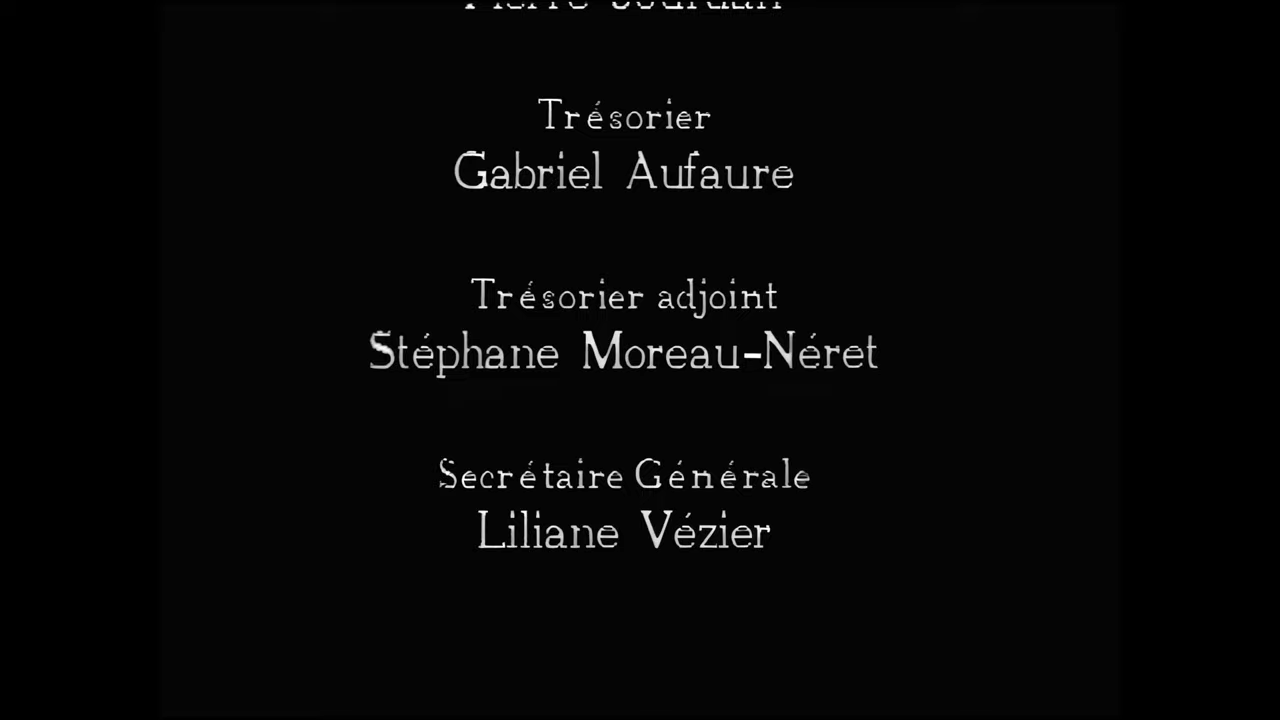 Trésorier
Gabriel Aufaure
Trésorier adjoint
Stéphane Moreau-Néret
Secrétaire Générale
Liliane Vézier